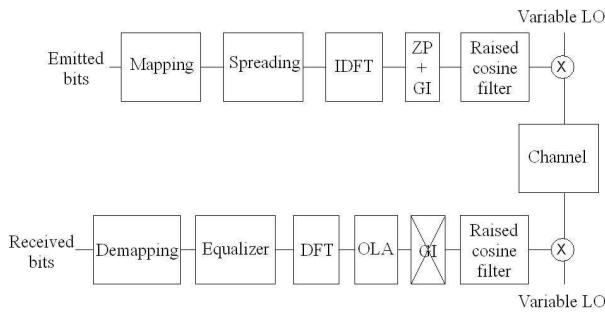 Variable LO
Emitted
bits
Mapping
Spreading
IDFT
ZP
+
GI
Raised
cosine
filter
X
Channel
Received
bits
Demapping
Equalizer
DFT
OLA
GI
Raised
cosine
filter
X
Variable LO